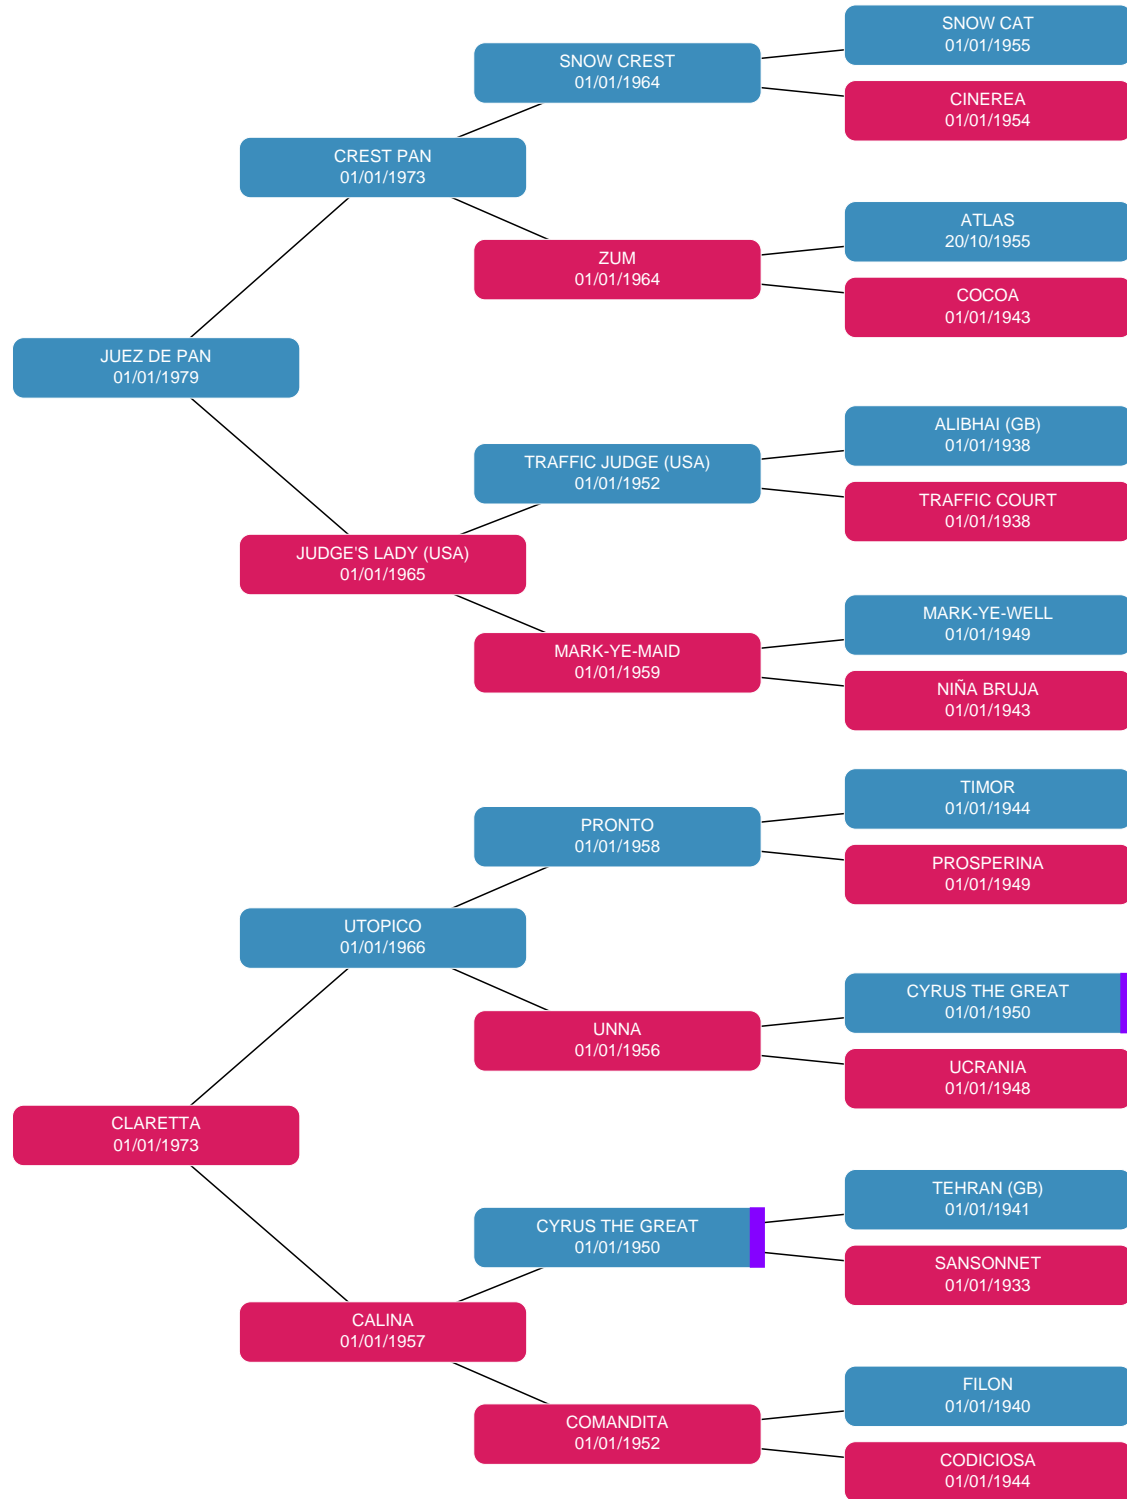 SNOW CAT
01/01/1955
SNOW CREST
01/01/1964
CINEREA
01/01/1954
CREST PAN
01/01/1973
ATLAS
20/10/1955
ZUM
01/01/1964
COCOA
01/01/1943
JUEZ DE PAN
01/01/1979
ALIBHAI (GB)
01/01/1938
TRAFFIC JUDGE (USA)
01/01/1952
TRAFFIC COURT
01/01/1938
JUDGE'S LADY (USA)
01/01/1965
MARK-YE-WELL
01/01/1949
MARK-YE-MAID
01/01/1959
NIÑA BRUJA
01/01/1943
TIMOR
01/01/1944
PRONTO
01/01/1958
PROSPERINA
01/01/1949
UTOPICO
01/01/1966
CYRUS THE GREAT
01/01/1950
UNNA
01/01/1956
UCRANIA
01/01/1948
CLARETTA
01/01/1973
TEHRAN (GB)
01/01/1941
CYRUS THE GREAT
01/01/1950
SANSONNET
01/01/1933
CALINA
01/01/1957
FILON
01/01/1940
COMANDITA
01/01/1952
CODICIOSA
01/01/1944